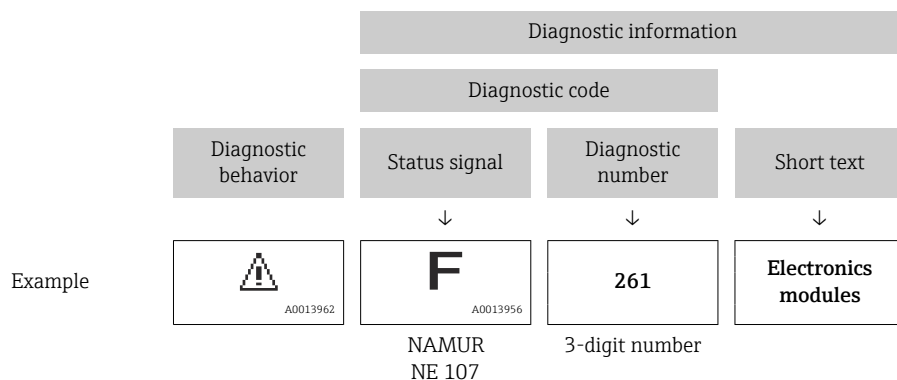 Diagnostic information
Diagnostic code
Diagnostic
behavior
Status signal
Diagnostic
number
Short text
↓ ↓ ↓
Example
A0013962
F
A0013956
261
Electronics
modules
NAMUR
NE 107
3-digit number